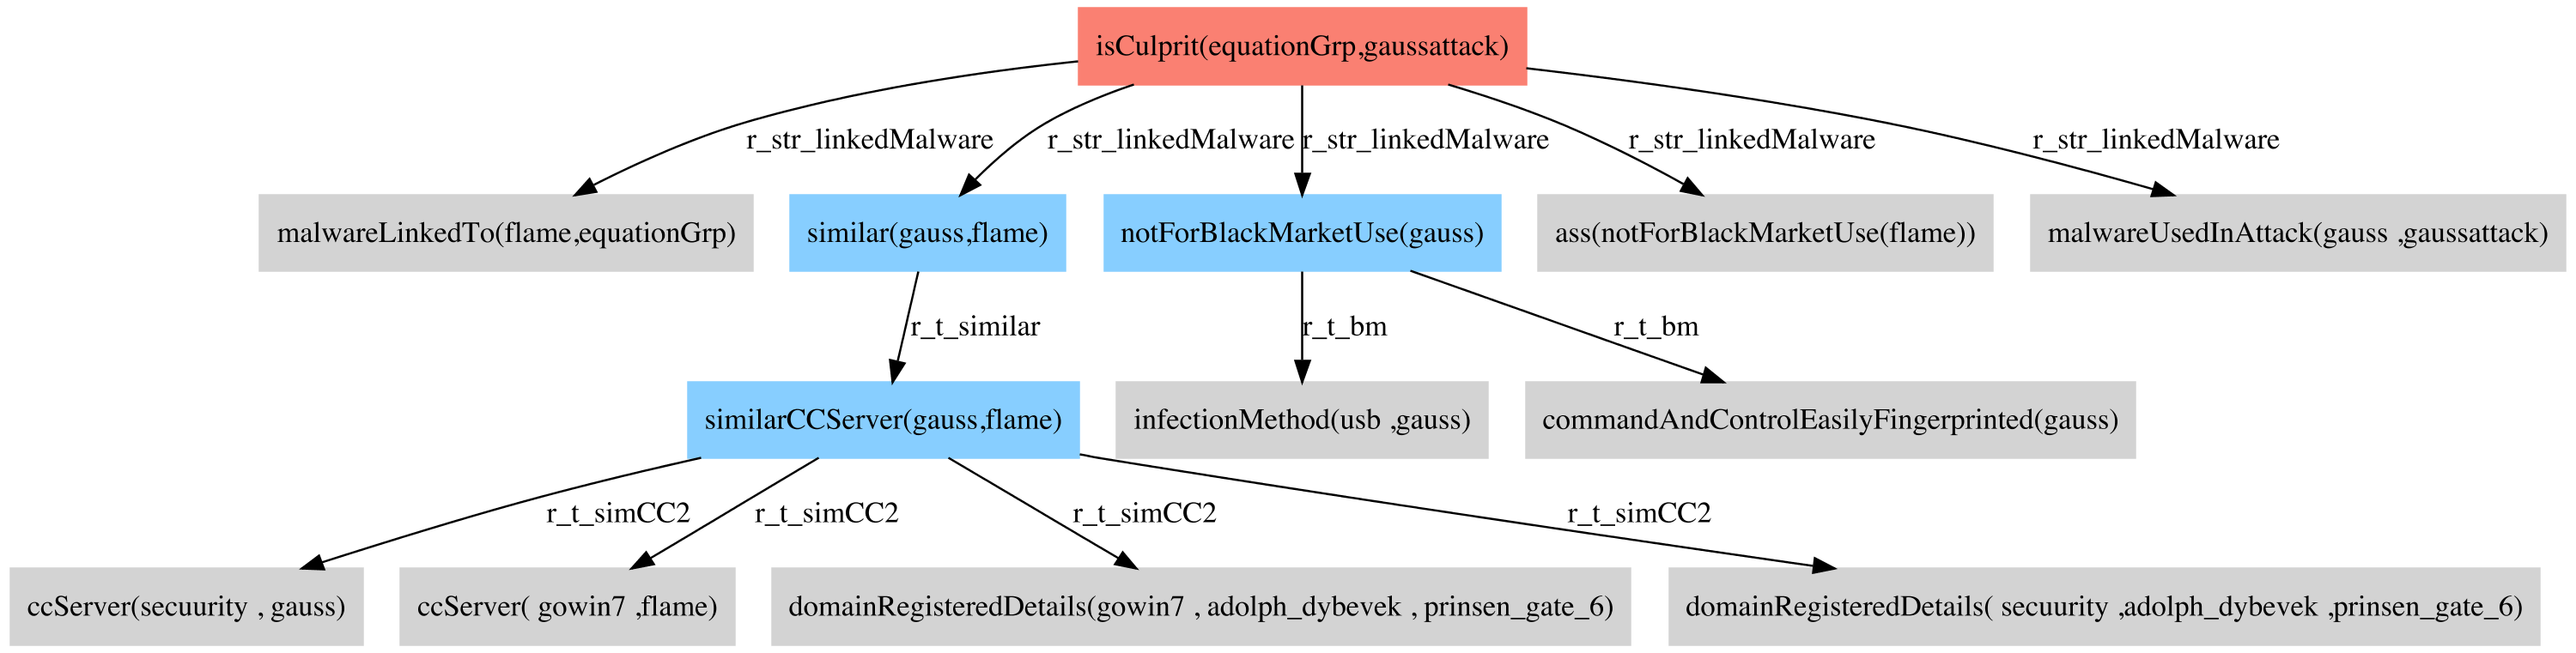 isCulprit(equationGrp,gaussattack)
r_str_linkedMalware
r_str_linkedMalware
r_str_linkedMalware
r_str_linkedMalware
r_str_linkedMalware
malwareLinkedTo(flame,equationGrp)
similar(gauss,flame)
notForBlackMarketUse(gauss)
ass(notForBlackMarketUse(flame))
malwareUsedInAttack(gauss ,gaussattack)
r_t_similar
r_t_bm
r_t_bm
similarCCServer(gauss,flame)
infectionMethod(usb ,gauss)
commandAndControlEasilyFingerprinted(gauss)
r_t_simCC2
r_t_simCC2
r_t_simCC2
r_t_simCC2
ccServer(secuurity , gauss)
ccServer( gowin7 ,flame)
domainRegisteredDetails(gowin7 , adolph_dybevek , prinsen_gate_6)
domainRegisteredDetails( secuurity ,adolph_dybevek ,prinsen_gate_6)